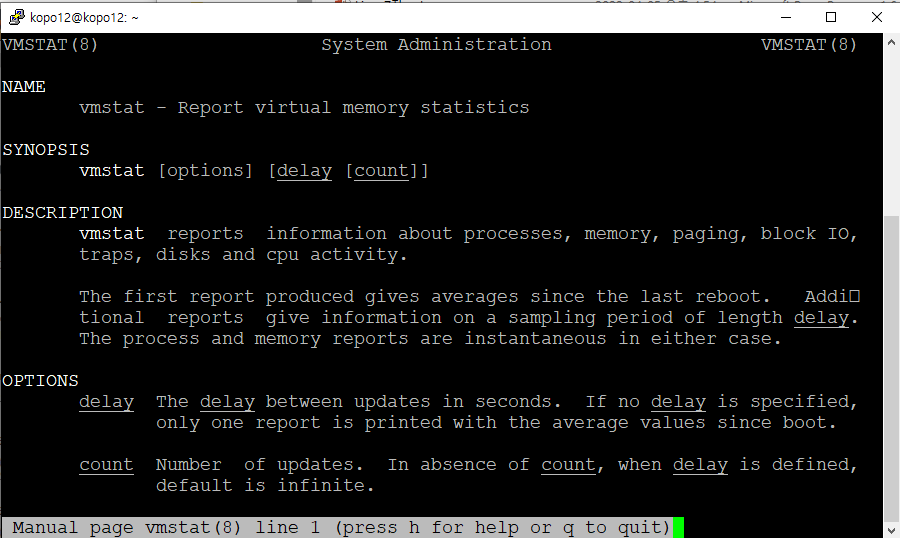 kopo12@kopo12: ~
VMSTAT(8) System Administration VMSTAT(8)
NAME
vmstat - Report virtual memory statistics
SYNOPSIS
vmstat [options] [delay [count]]
DESCRIPTION
vmstat reports information about processes, memory, paging, block IO,
traps, disks and cpu activity.
The first report produced gives averages since the last reboot. Addi□
tional reports give information on a sampling period of length delay.
The process and memory reports are instantaneous in either case.
OPTIONS
delay The delay between updates in seconds. If no delay is specified,
only one report is printed with the average values since boot.
count Number of updates. In absence of count, when delay is defined,
default is infinite.
Manual page vmstat(8) line 1 (press h for help or q to quit)